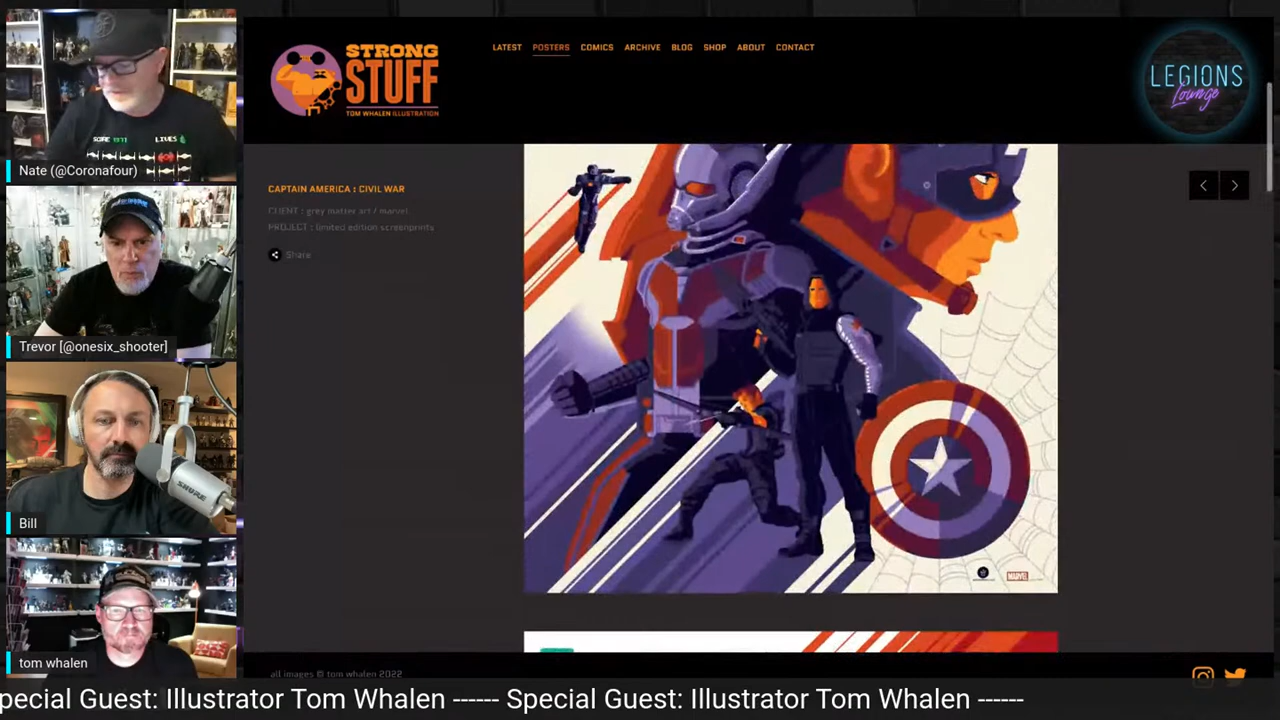 Nate (@Coronafour)
Trevor [@onesix_shooter]
SHURE
Bill
tom whalen
STRONG
STUFF
TOM WHALEN ILLUSTRATION
LATEST POSTERS COMICS ARCHIVE BLOG SHOP ABOUT CONTACT
LEGIONS
Lounge
CAPTAIN AMERICA : CIVIL WAR
CLIENT : grey matter art / marvel
PROJECT : limited edition screenprints
Share
MARVEL
all images © tom whalen 2022
pecial Guest: Illustrator Tom Whalen ------ Special Guest: Illustrator Tom Whalen ------